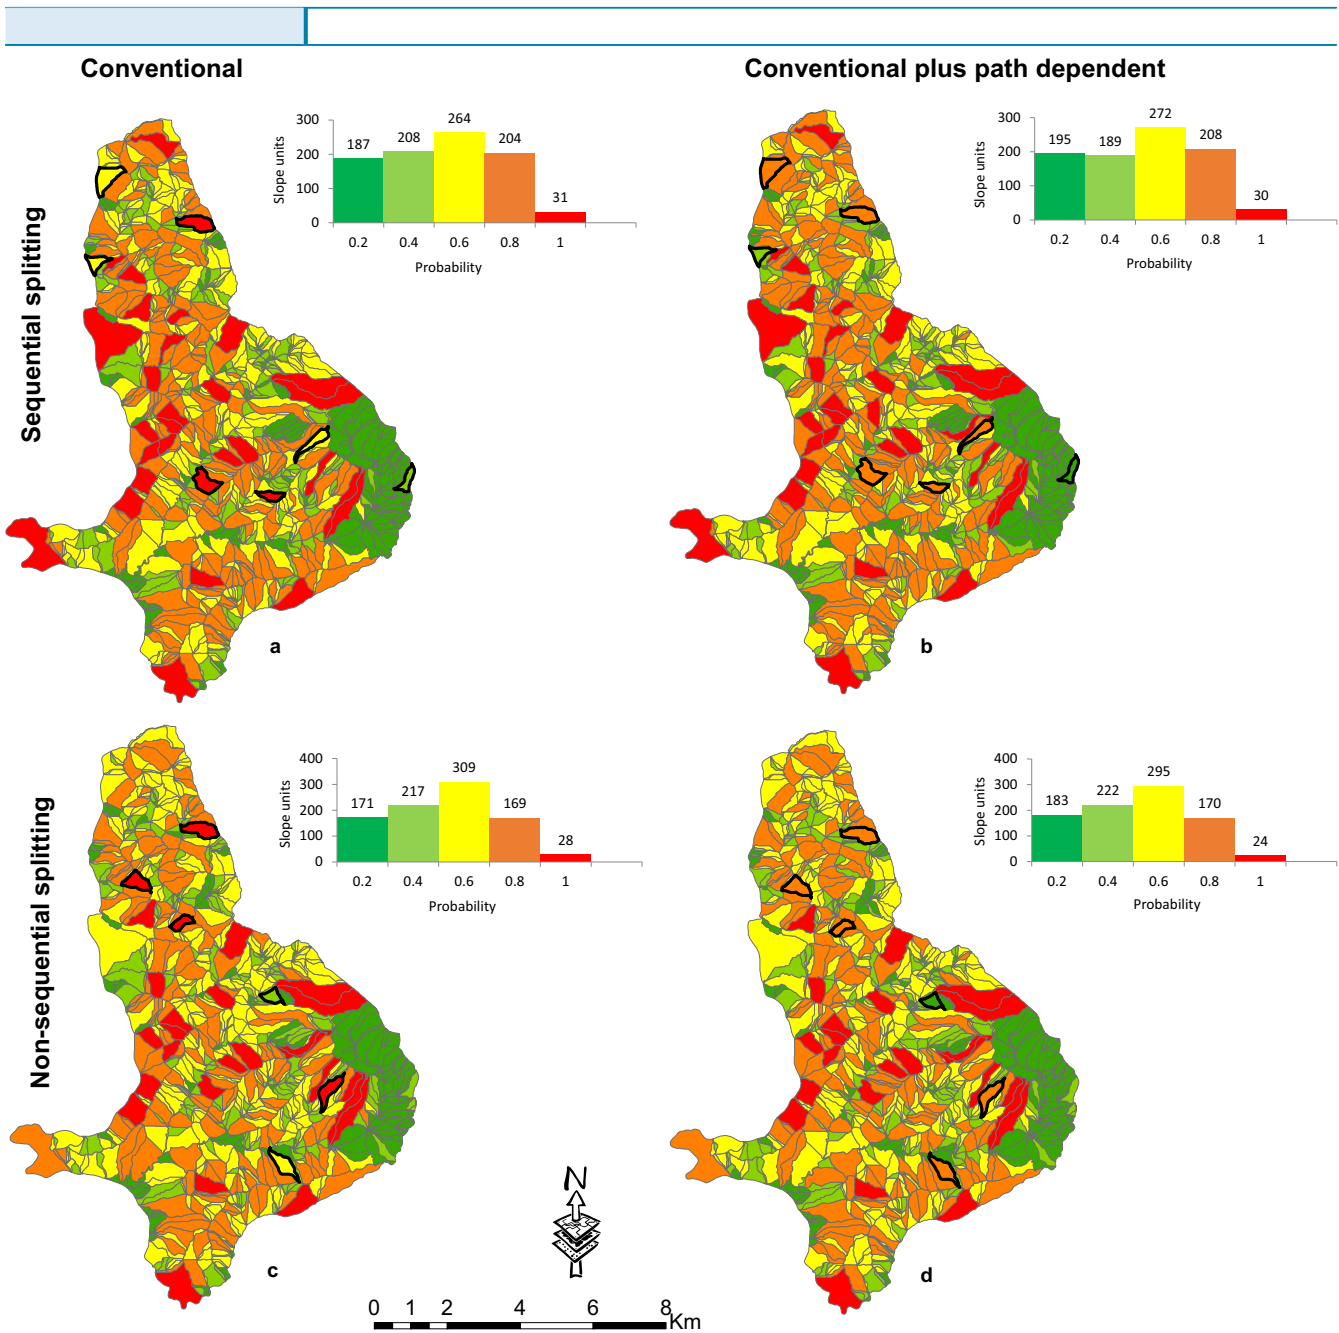 Conventional
Conventional plus path dependent
Sequential splitting
Slope units
300
200
100
0
187
208
264
204
31
0.2 0.4 0.6 0.8 1
Probability
a
Slope units
300
200
100
0
195
189
272
208
30
0.2 0.4 0.6 0.8 1
Probability
b
Non-sequential splitting
Slope units
400
300
200
100
0
171
217
309
169
28
0.2 0.4 0.6 0.8 1
Probability
c
Slope units
400
300
200
100
0
183
222
295
170
24
0.2 0.4 0.6 0.8 1
Probability
d
N
0 1 2 4 6 8 Km